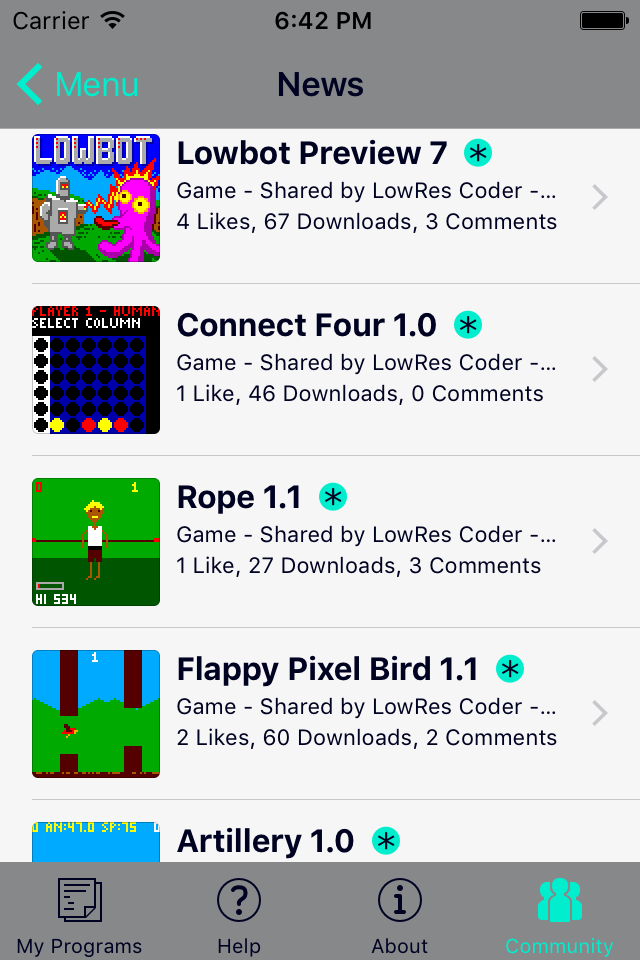 Carrier 6:42 PM
Menu News
LOWBOT
Lowbot Preview 7
Game - Shared by LowRes Coder -...
4 Likes, 67 Downloads, 3 Comments
PLAYER 1 - HUMAN
SELECT COLUMN
Connect Four 1.0
Game - Shared by LowRes Coder -...
1 Like, 46 Downloads, 0 Comments
0 1
HI 534
Rope 1.1
Game - Shared by LowRes Coder -...
1 Like, 27 Downloads, 3 Comments
1
Flappy Pixel Bird 1.1
Game - Shared by LowRes Coder -...
2 Likes, 60 Downloads, 2 Comments
0 AN:47.0 SP:75 0
Artillery 1.0
My Programs Help About Community